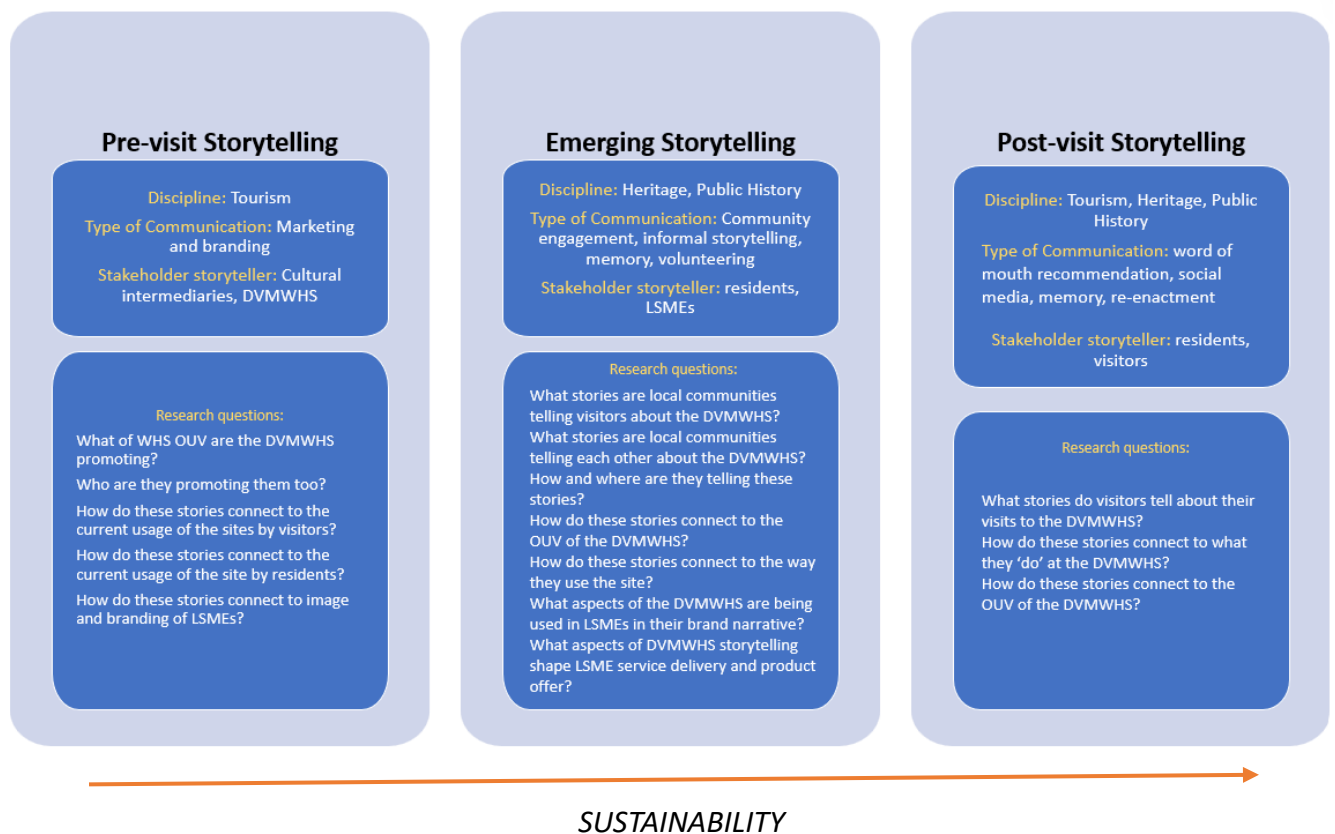 Pre-visit Storytelling
Discipline: Tourism
Type of Communication: Marketing
and branding
Stakeholder storyteller: Cultural
intermediaries, DVMWHS
Research questions:
What of WHS OUV are the DVMWHS
promoting?
Who are they promoting them too?
How do these stories connect to the
current usage of the sites by visitors?
How do these stories connect to the
current usage of the site by residents?
How do these stories connect to image
and branding of LSMEs?
Emerging Storytelling
Discipline: Heritage, Public History
Type of Communication: Community
engagement, informal storytelling,
memory, volunteering
Stakeholder storyteller: residents,
LSMEs
Research questions:
What stories are local communities
telling visitors about the DVMWHS?
What stories are local communities
telling each other about the DVMWHS?
How and where are they telling these
stories?
How do these stories connect to the
OUV of the DVMWHS?
How do these stories connect to the way
they use the site?
What aspects of the DVMWHS are being
used in LSMEs in their brand narrative?
What aspects of DVMWHS storytelling
shape LSME service delivery and product
offer?
Post-visit Storytelling
Discipline: Tourism, Heritage, Public
History
Type of Communication: word of
mouth recommendation, social
media, memory, re-enactment
Stakeholder storyteller: residents,
visitors
Research questions:
What stories do visitors tell about their
visits to the DVMWHS?
How do these stories connect to what
they ‘do’ at the DVMWHS?
How do these stories connect to the
OUV of the DVMWHS?
SUSTAINABILITY